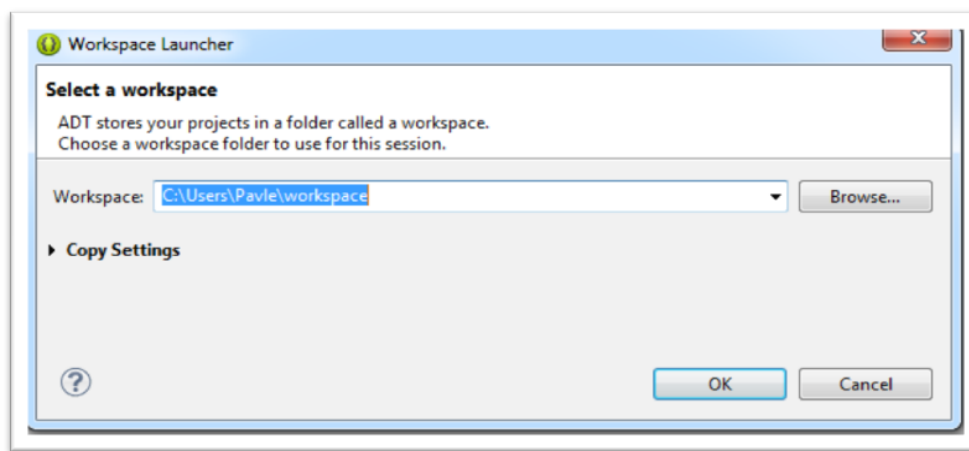 Workspace Launcher
Select a workspace
ADT stores your projects in a folder called a workspace.
Choose a workspace folder to use for this session.
Workspace: C:\Users\Pavle\workspace Browse...
Copy Settings
?
OK Cancel